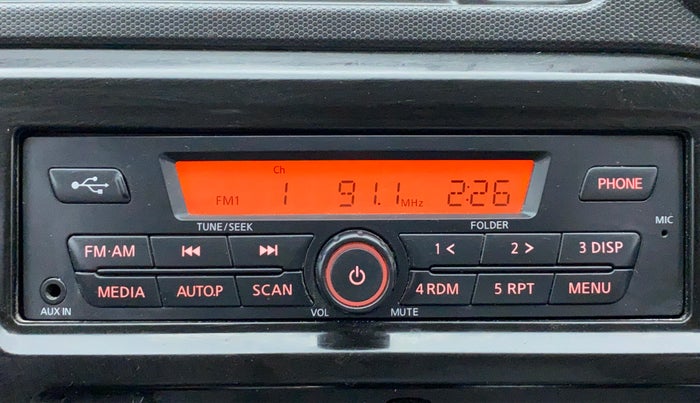 Ch
FM1 1 91.1 MHz 2:26
PHONE
TUNE/SEEK FOLDER MIC
FM·AM 1 < 2 > 3 DISP
MEDIA AUTO.P SCAN 4 RDM 5 RPT MENU
AUX IN VOL MUTE